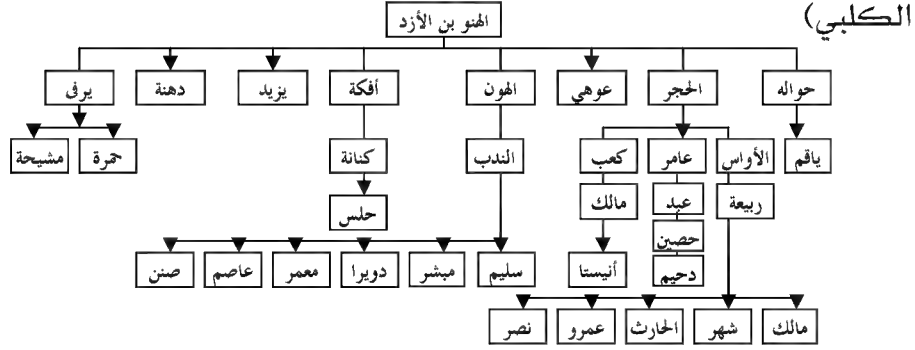 الكلبي)
الهنو بن الأزد
حواله الحجر عوهي الهون أفكة يزيد دهنة يرفى
ياقم الأواس عامر كعب الندب كنانة حمرة مشيحة
ربيعة عبد مالك حلس
حصين
دحيم أنيستا سليم مبشر دويرا معمر عاصم صنن
مالك شهر الحارث عمرو نصر